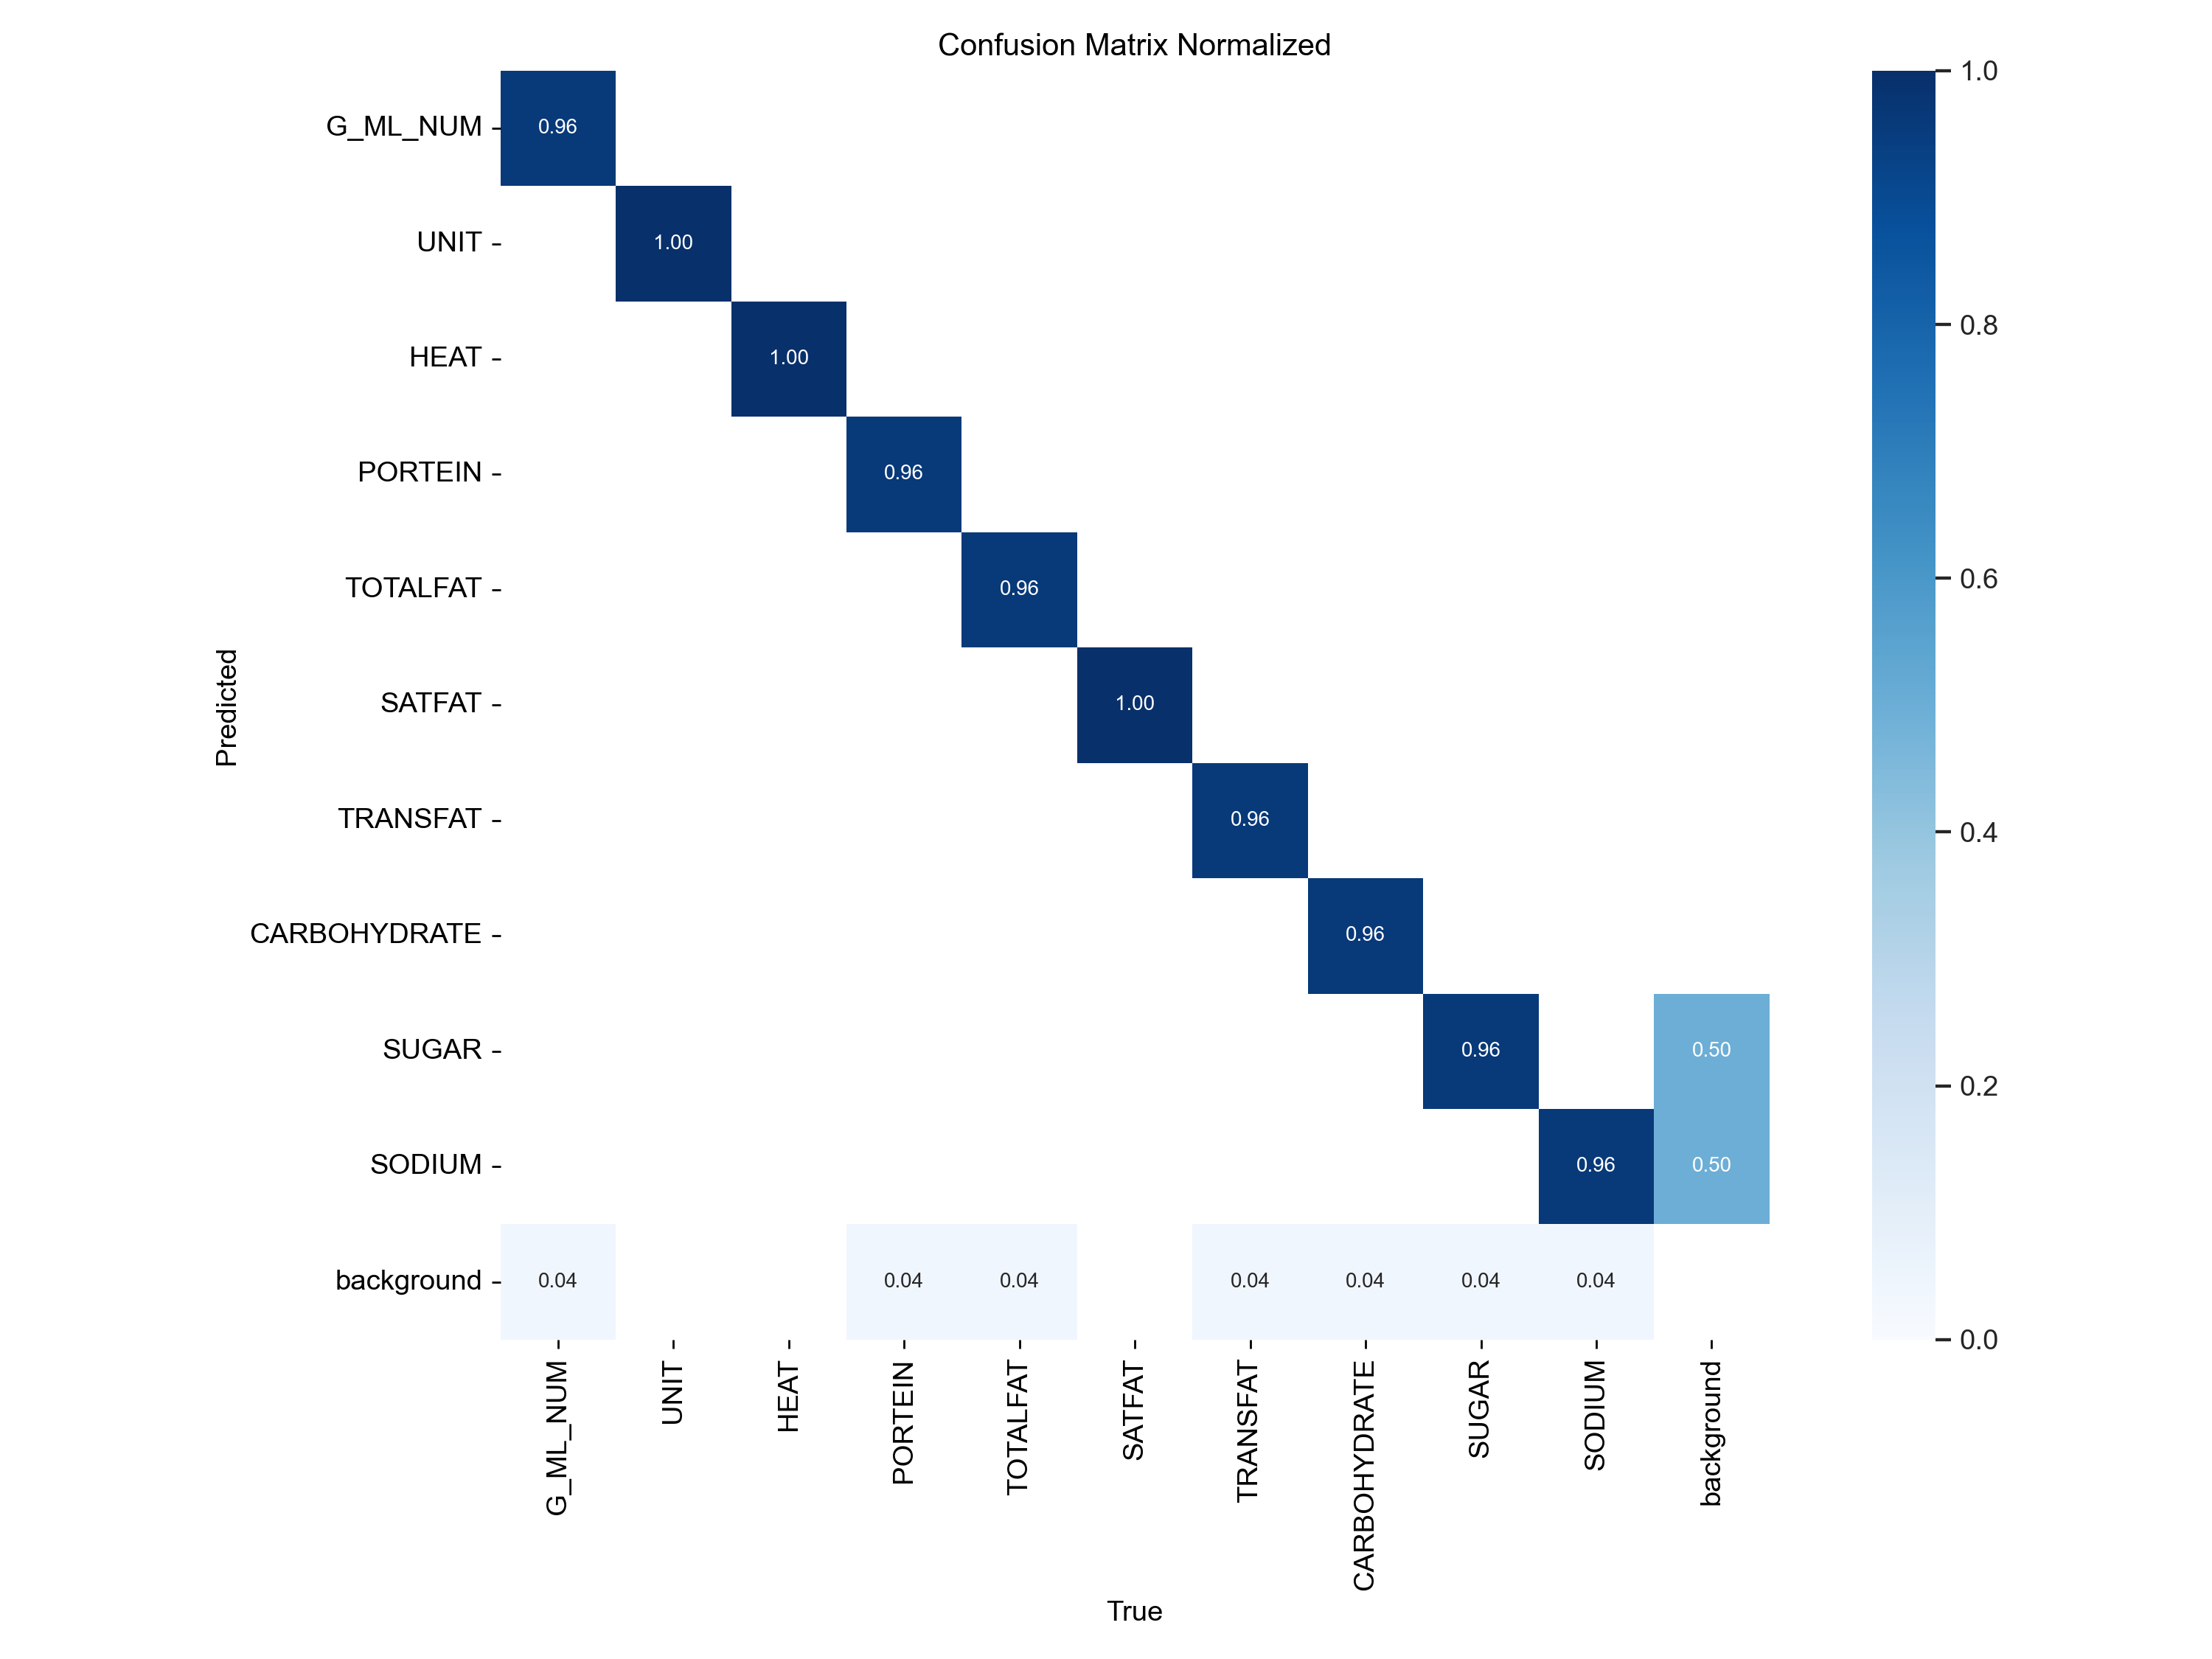 Confusion Matrix Normalized
G_ML_NUM
0.96
UNIT
1.00
HEAT
1.00
PORTEIN
0.96
TOTALFAT
0.96
SATFAT
1.00
TRANSFAT
0.96
CARBOHYDRATE
0.96
SUGAR
0.96
0.50
SODIUM
0.96
0.50
background
0.04
0.04
0.04
0.04
0.04
0.04
0.04
Predicted
G_ML_NUM
UNIT
HEAT
PORTEIN
TOTALFAT
SATFAT
TRANSFAT
CARBOHYDRATE
SUGAR
SODIUM
background
True
1.0
0.8
0.6
0.4
0.2
0.0